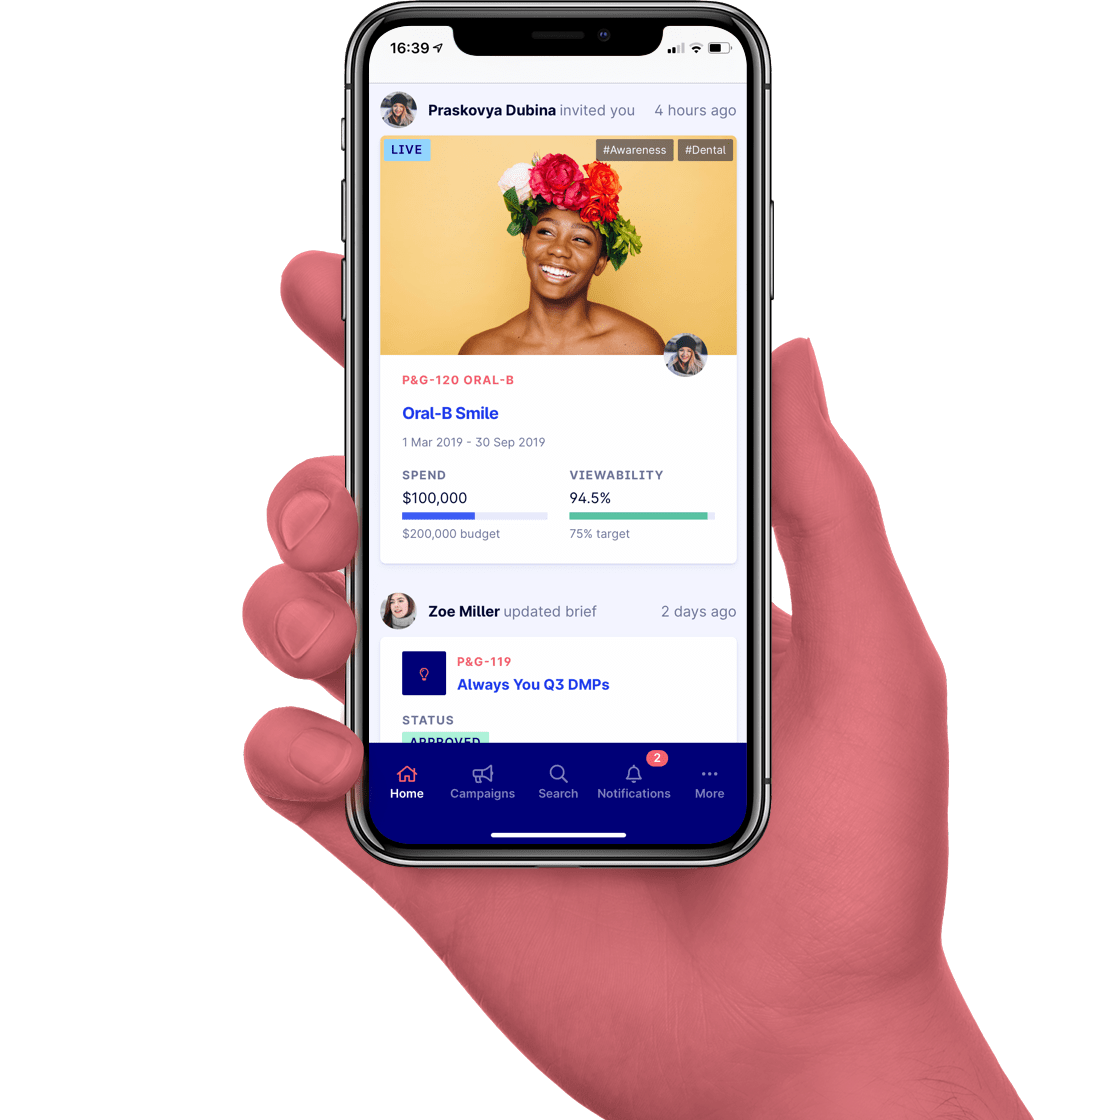 16:39
Praskovya Dubina invited you 4 hours ago
LIVE #Awareness #Dental
P&G-120 ORAL-B
Oral-B Smile
1 Mar 2019 - 30 Sep 2019
SPEND VIEWABILITY
$100,000 94.5%
$200,000 budget 75% target
Zoe Miller updated brief 2 days ago
P&G-119
Always You Q3 DMPs
STATUS
APPROVED
2
Home Campaigns Search Notifications More